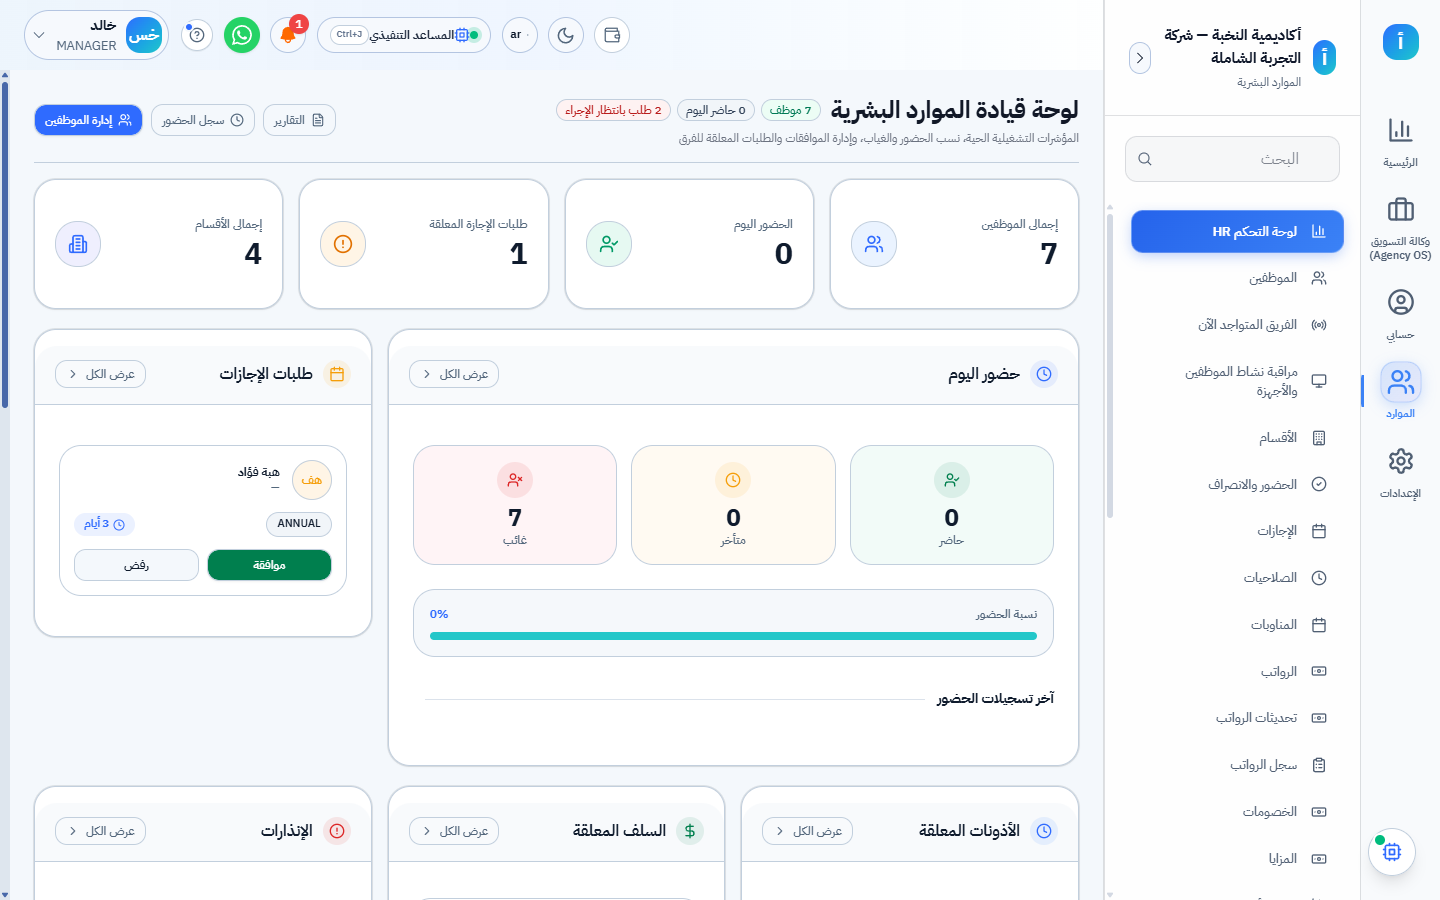 أ
الرئيسية
وكالة التسويق
(Agency OS)
حسابي
الموارد
الإعدادات
أ
أكاديمية النخبة — شركة
التجربة الشاملة
الموارد البشرية
البحث
لوحة التحكم HR
الموظفين
الفريق المتواجد الآن
مراقبة نشاط الموظفين
والأجهزة
الأقسام
الحضور والانصراف
الإجازات
الصلاحيات
المناوبات
الرواتب
تحديثات الرواتب
سجل الرواتب
الخصومات
المزايا
ar
المساعد التنفيذي Ctrl+J
1
خس
خالد
MANAGER
لوحة قيادة الموارد البشرية
7 موظف
0 حاضر اليوم
2 طلب بانتظار الإجراء
المؤشرات التشغيلية الحية، نسب الحضور والغياب، وإدارة الموافقات والطلبات المعلقة للفرق
التقارير
سجل الحضور
إدارة الموظفين
إجمالي الموظفين
7
الحضور اليوم
0
طلبات الإجازة المعلقة
1
إجمالي الأقسام
4
حضور اليوم
عرض الكل
0
حاضر
0
متأخر
7
غائب
نسبة الحضور
0%
آخر تسجيلات الحضور
طلبات الإجازات
عرض الكل
هف
هبة فؤاد
—
ANNUAL
3 أيام
موافقة
رفض
الأذونات المعلقة
عرض الكل
السلف المعلقة
عرض الكل
الإنذارات
عرض الكل